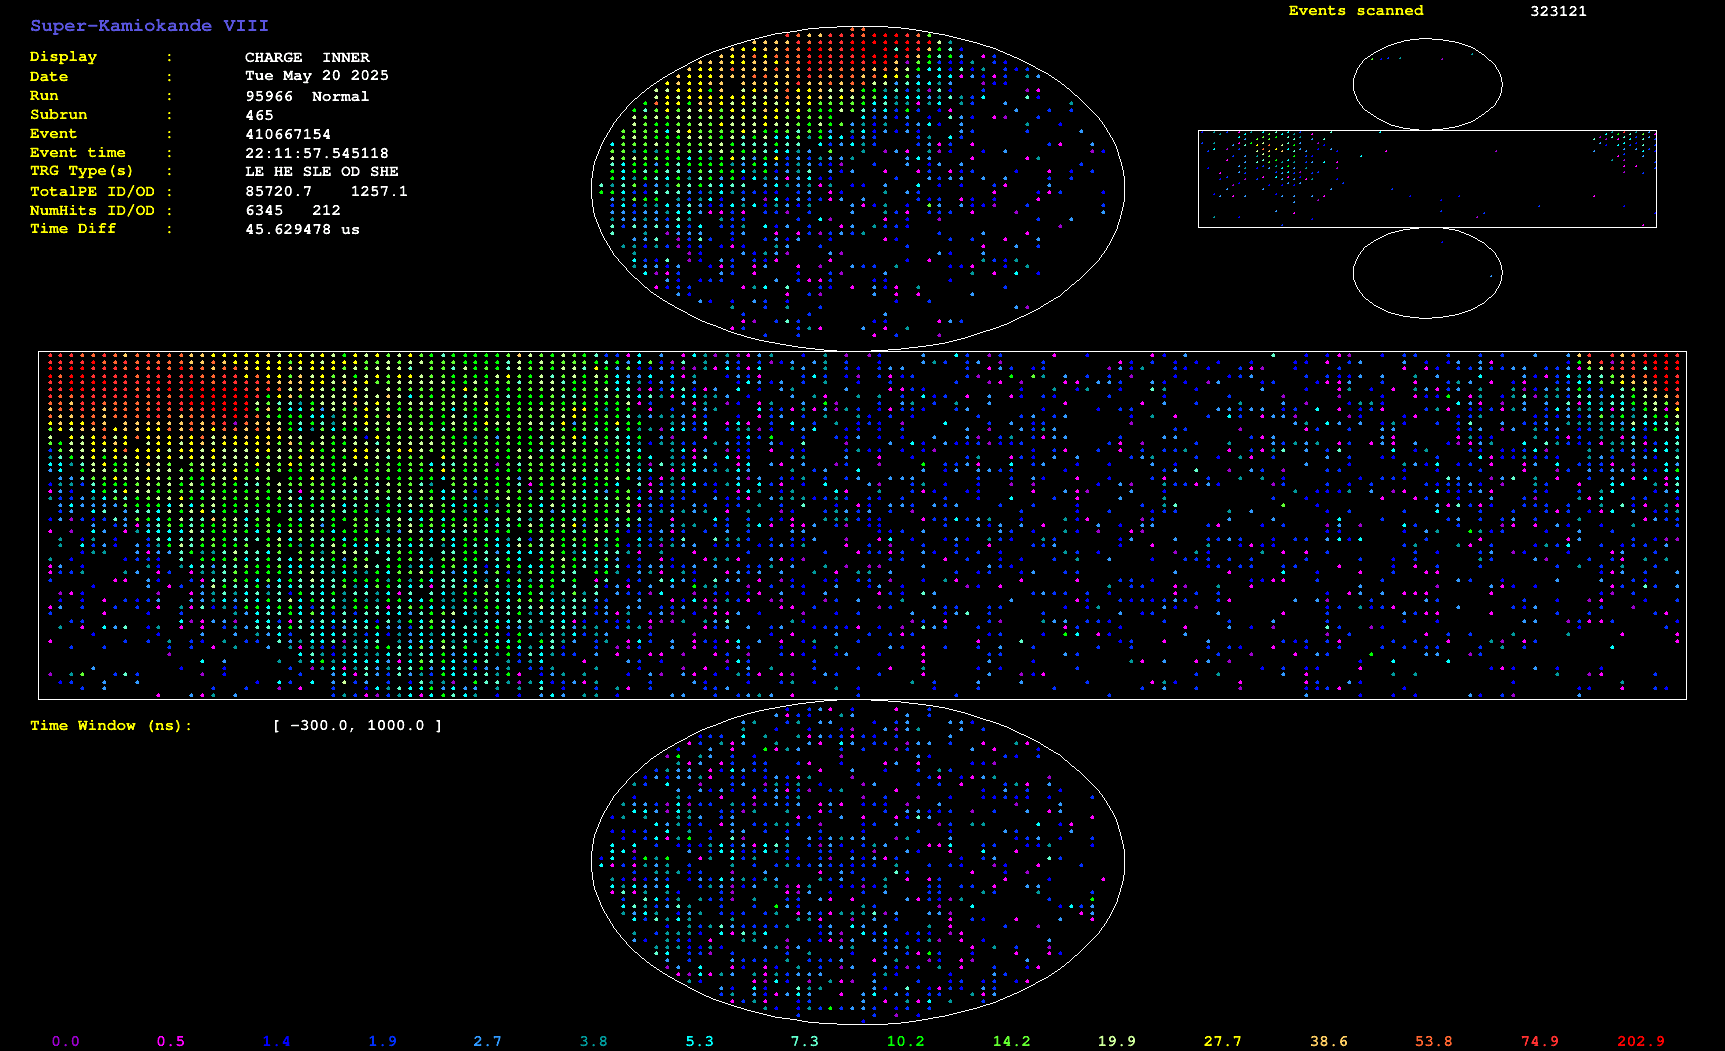 Super-Kamiokande VIII
Display : CHARGE INNER
Date : Tue May 20 2025
Run : 95966 Normal
Subrun : 465
Event : 410667154
Event time : 22:11:57.545118
TRG Type(s) : LE HE SLE OD SHE
TotalPE ID/OD : 85720.7 1257.1
NumHits ID/OD : 6345 212
Time Diff : 45.629478 us
Events scanned 323121
Time Window (ns): [ -300.0, 1000.0 ]
0.0 0.5 1.4 1.9 2.7 3.8 5.3 7.3 10.2 14.2 19.9 27.7 38.6 53.8 74.9 202.9